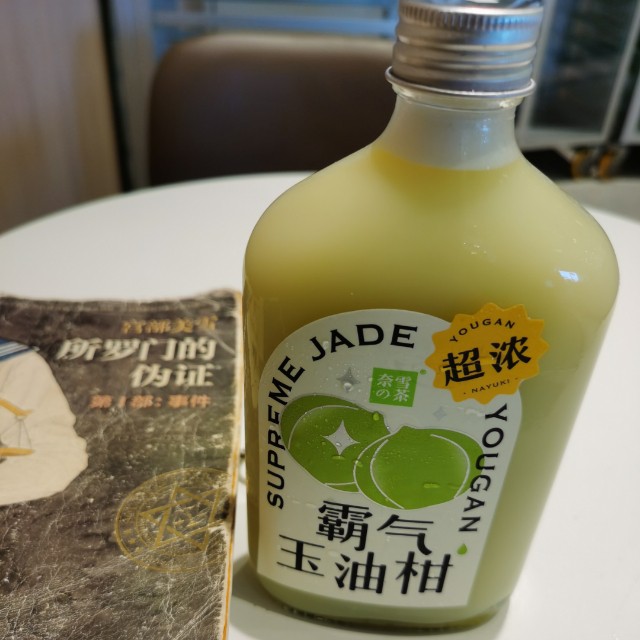 宫部美雪
所罗门的
伪证
第1部：事件
SUPREME JADE
YOUGAN
YOUGAN
超浓
- NAYUKI -
奈雪
の茶
霸气
玉油柑